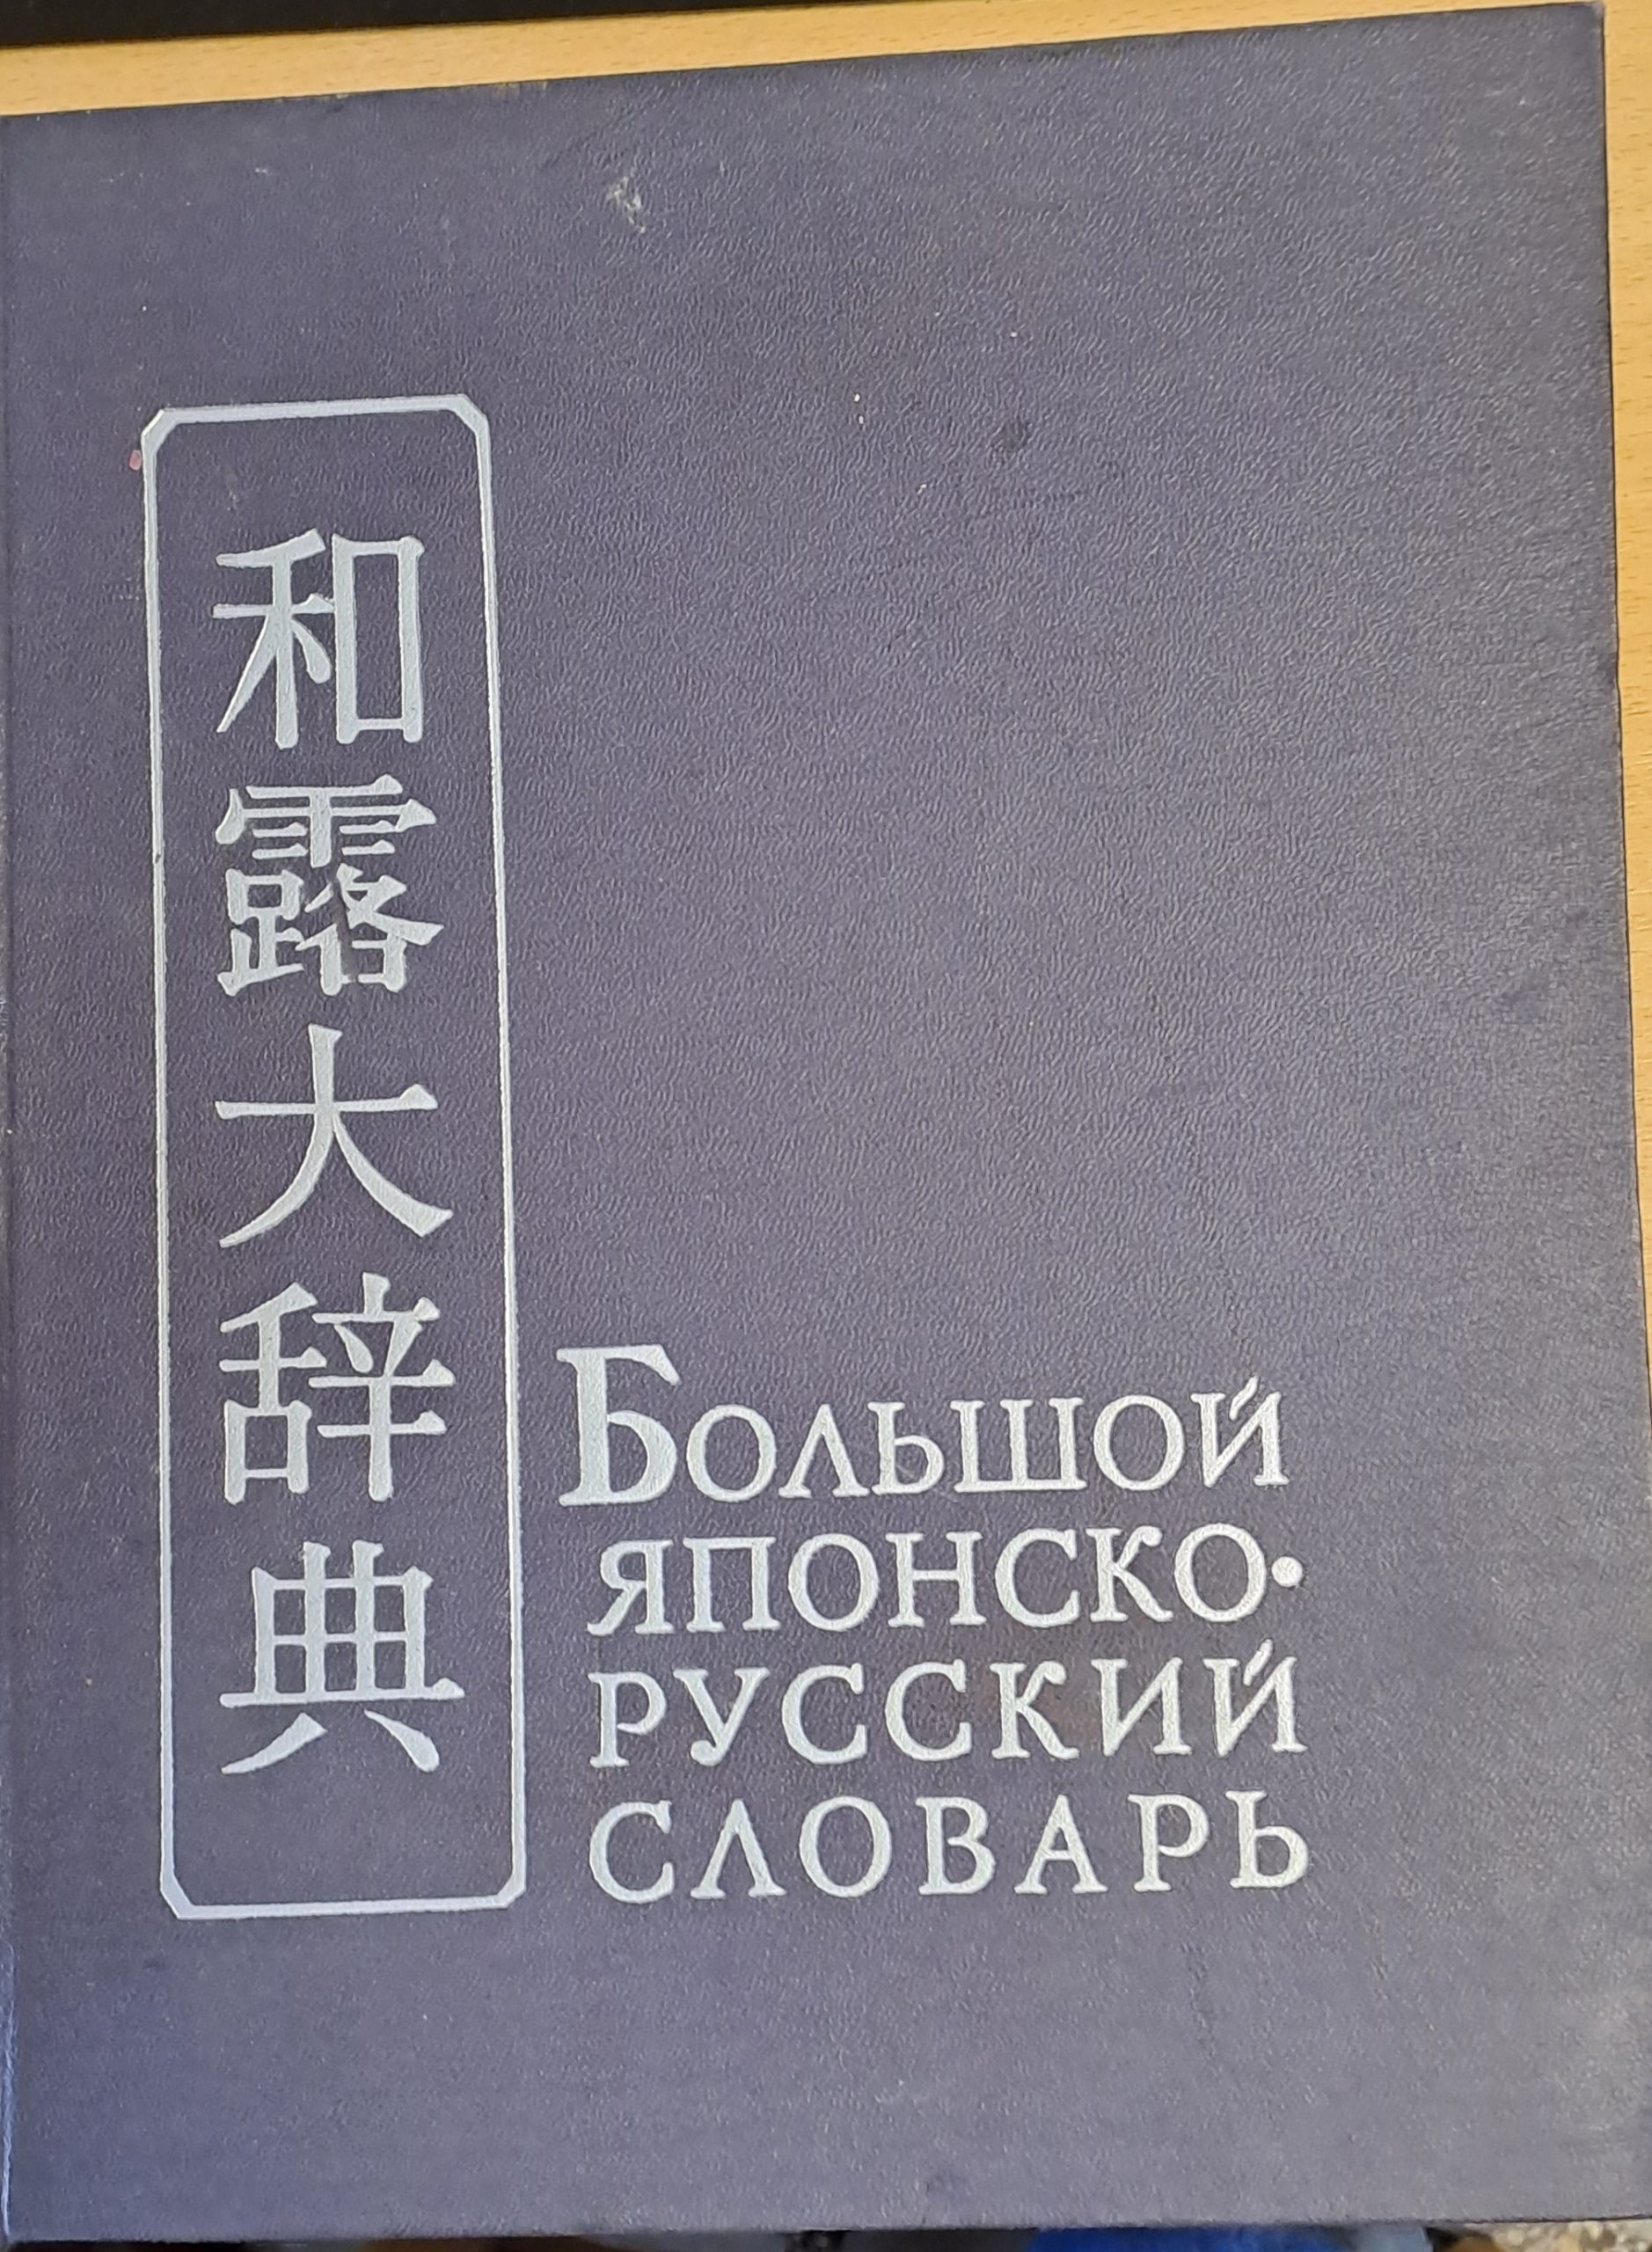 和露大辞典
Большой
японско•
русский
словарь